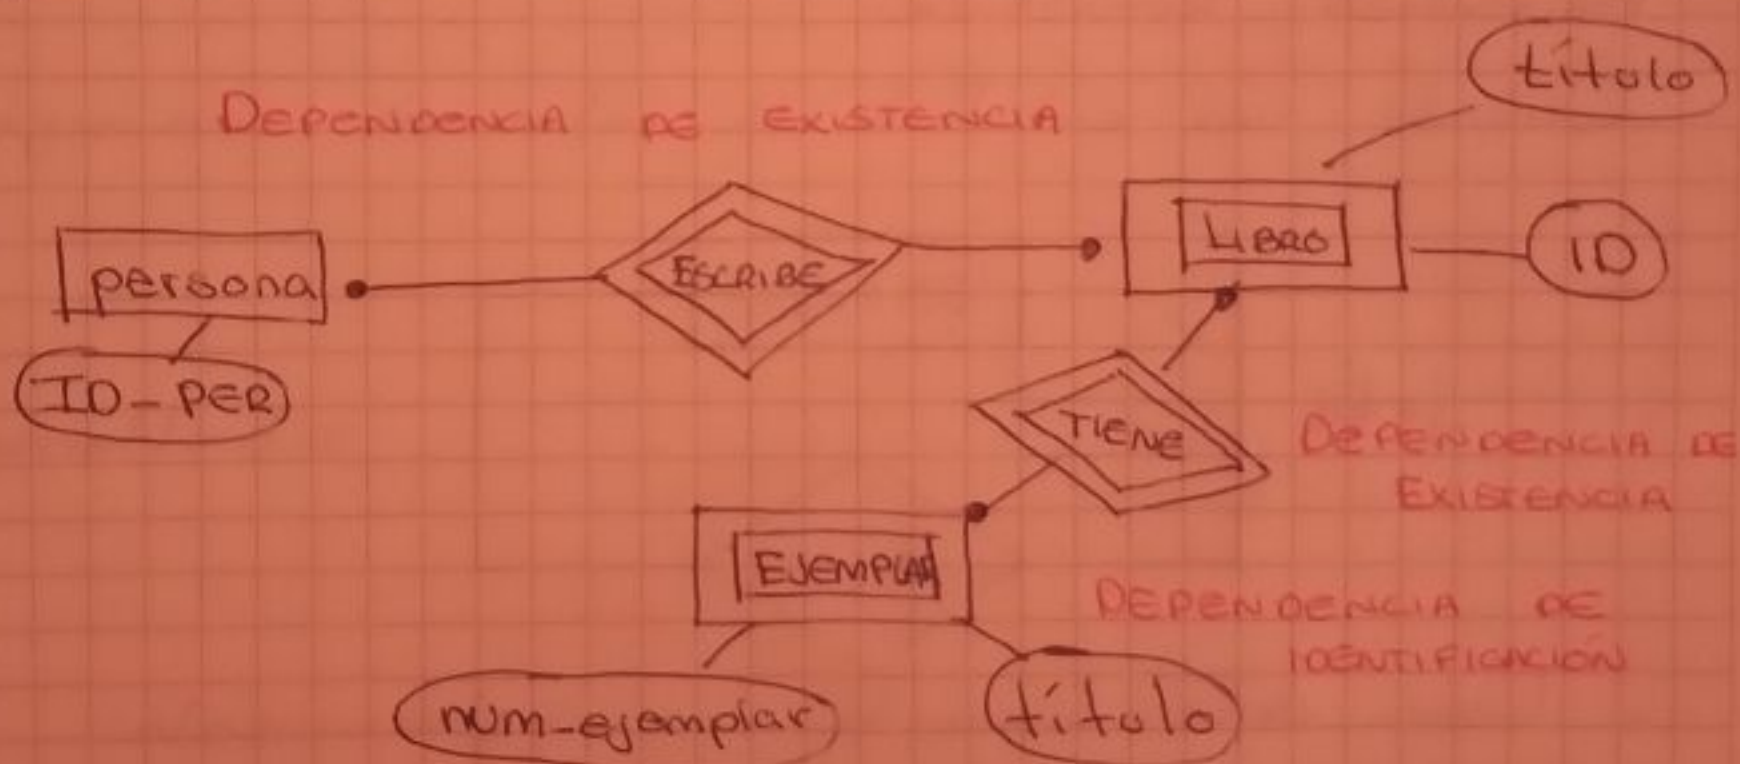 título
DEPENDENCIA DE EXISTENCIA
persona
ESCRIBE
LIBRO
ID
ID-PER
TIENE
DEPENDENCIA DE
EXISTENCIA
EJEMPLAR
DEPENDENCIA DE
IDENTIFICACIÓN
num-ejemplar
título